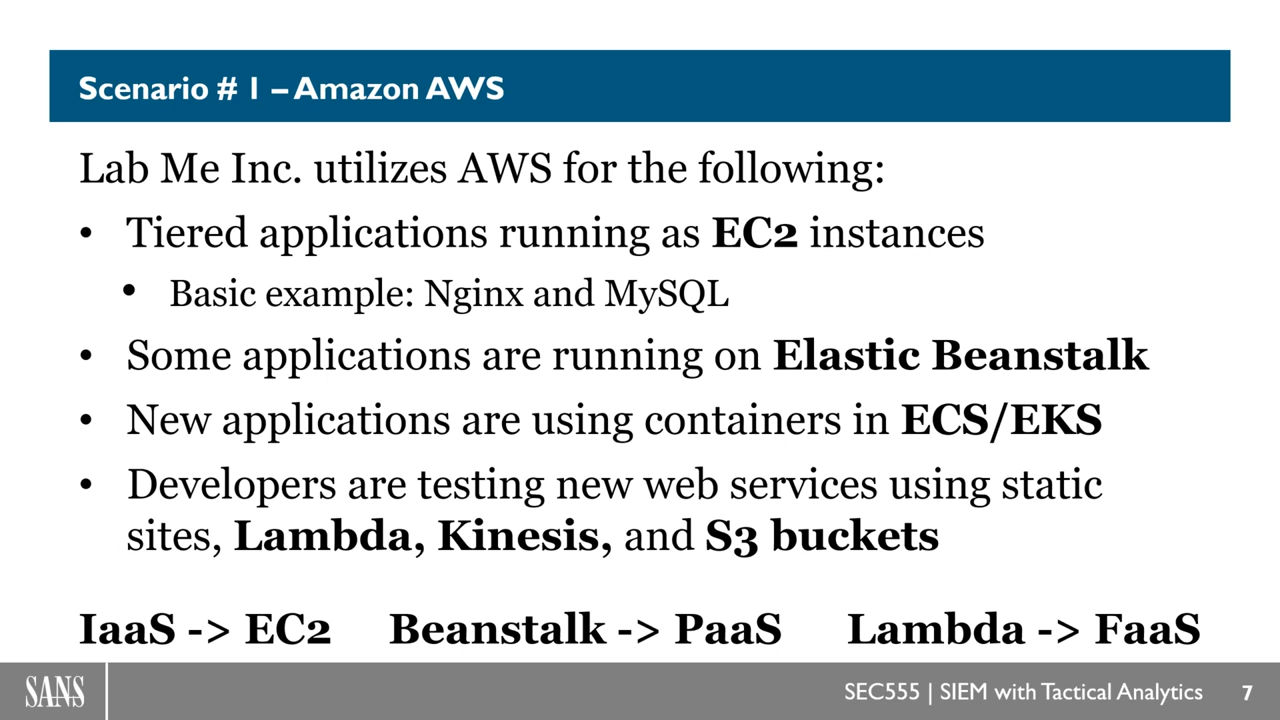 Scenario # 1 – Amazon AWS
Lab Me Inc. utilizes AWS for the following:
• Tiered applications running as EC2 instances
• Basic example: Nginx and MySQL
• Some applications are running on Elastic Beanstalk
• New applications are using containers in ECS/EKS
• Developers are testing new web services using static
sites, Lambda, Kinesis, and S3 buckets
IaaS -> EC2 Beanstalk -> PaaS Lambda -> FaaS
SANS SEC555 | SIEM with Tactical Analytics 7